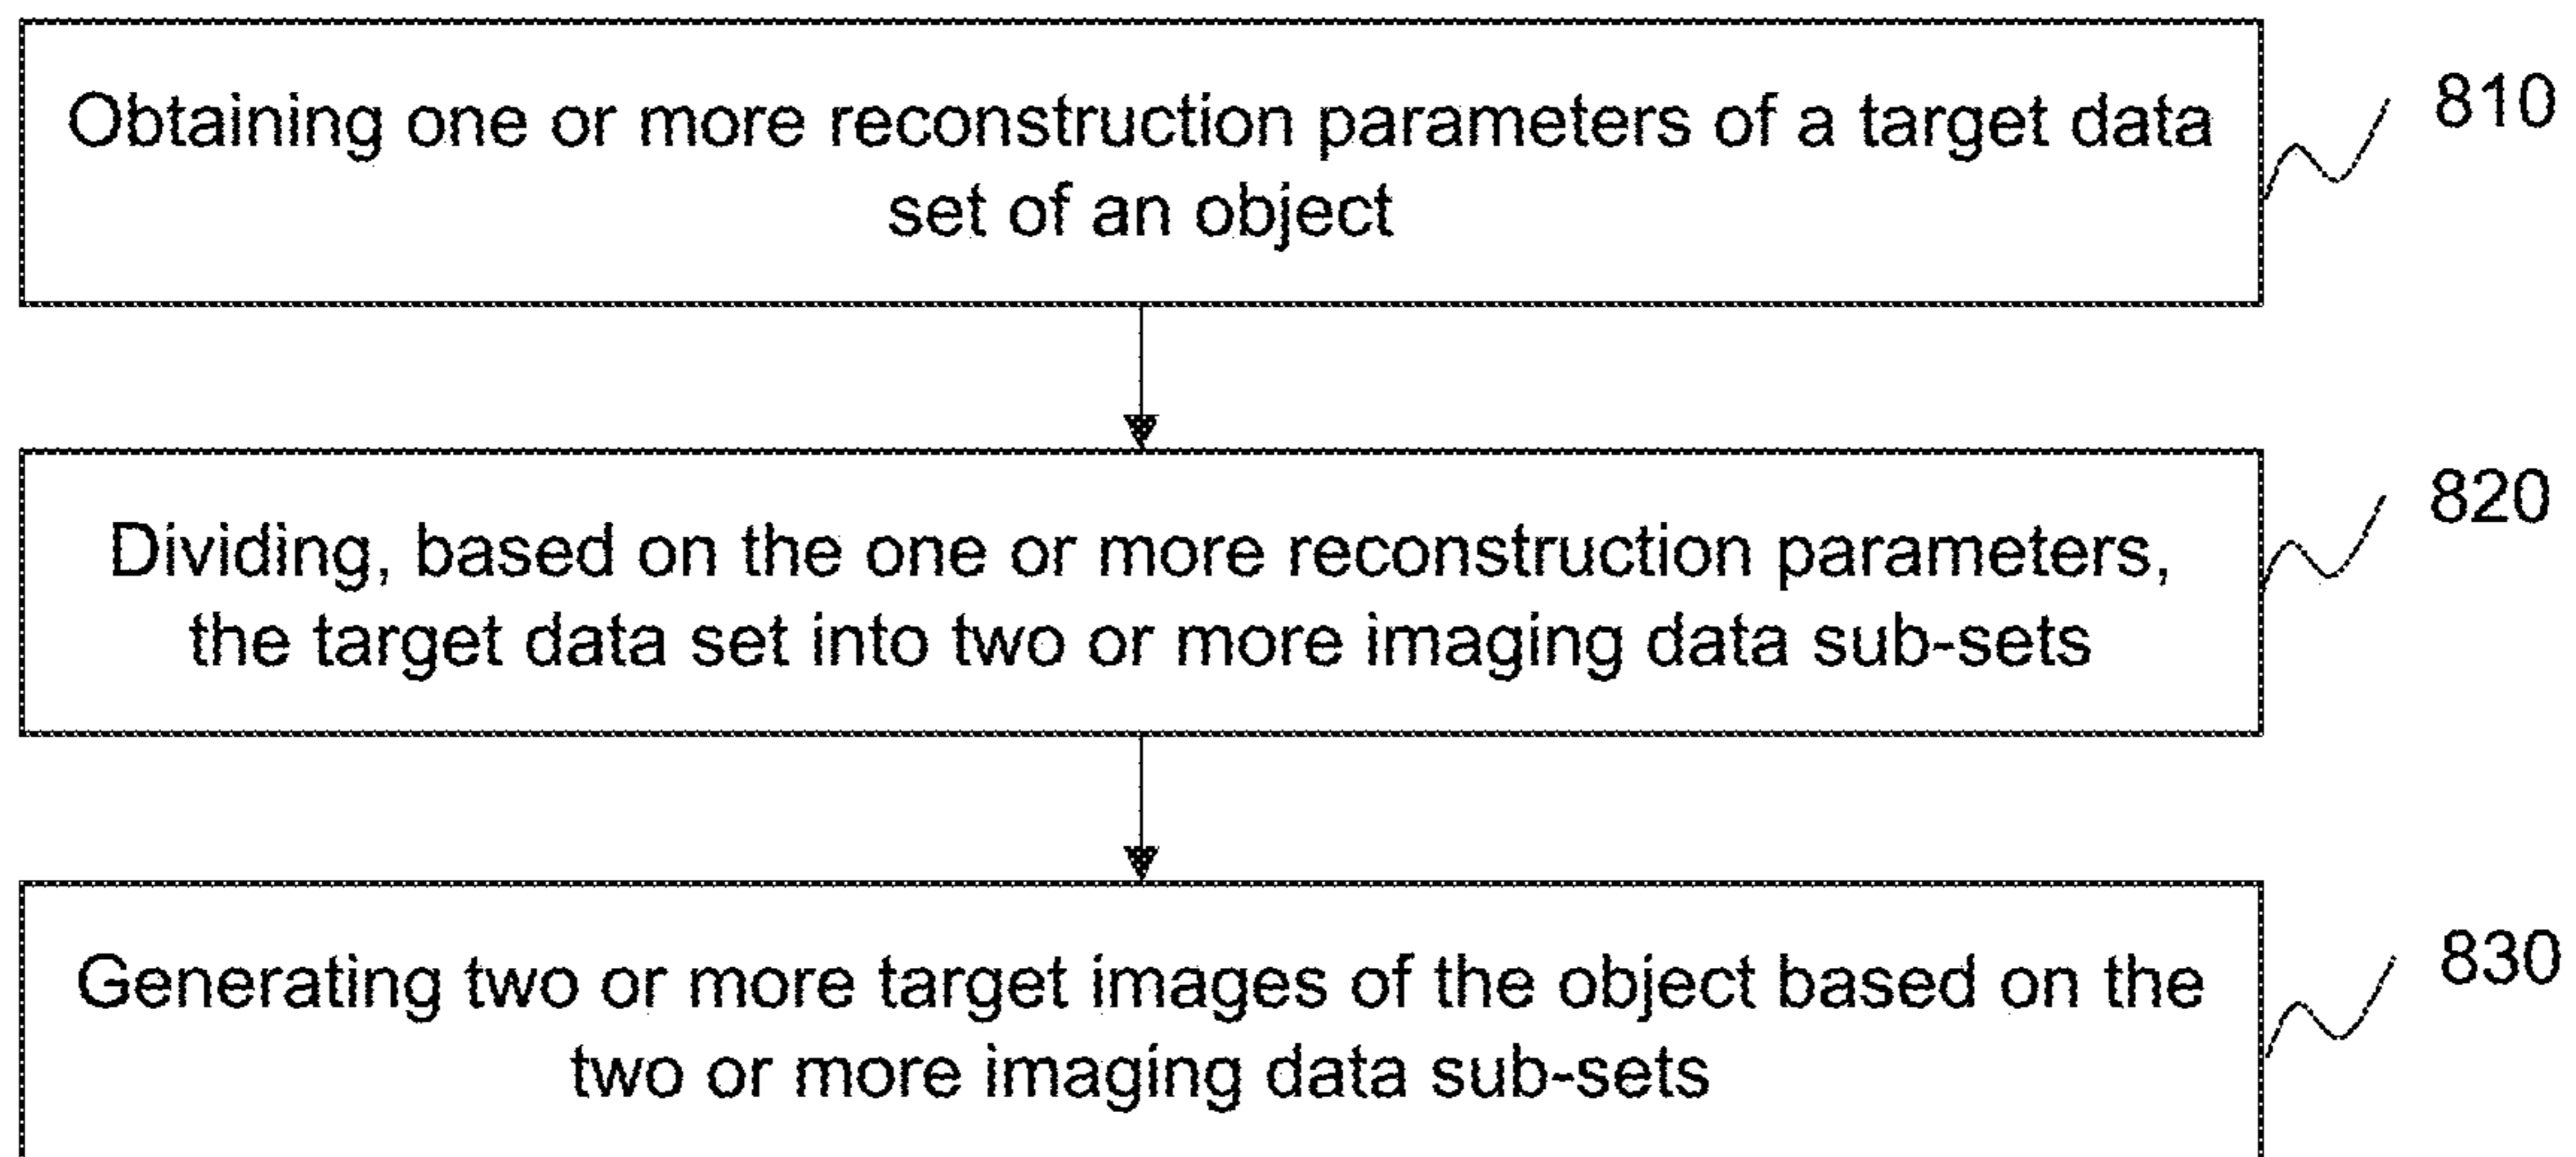 Obtaining one or more reconstruction parameters of a target data
set of an object
810
Dividing, based on the one or more reconstruction parameters,
the target data set into two or more imaging data sub-sets
820
Generating two or more target images of the object based on the
two or more imaging data sub-sets
830